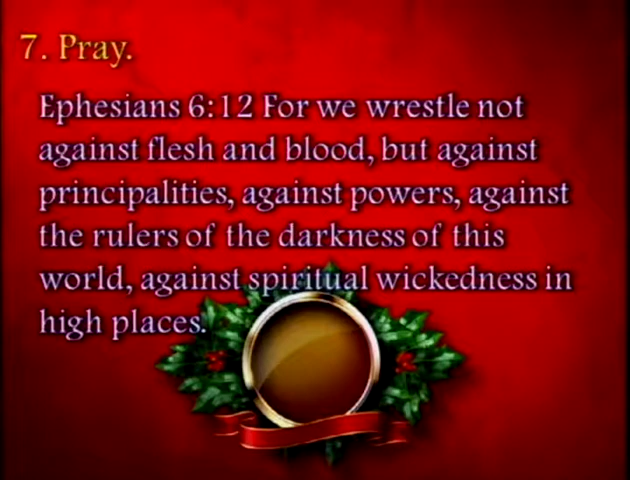 7. Pray.
Ephesians 6:12 For we wrestle not
against flesh and blood, but against
principalities, against powers, against
the rulers of the darkness of this
world, against spiritual wickedness in
high places.